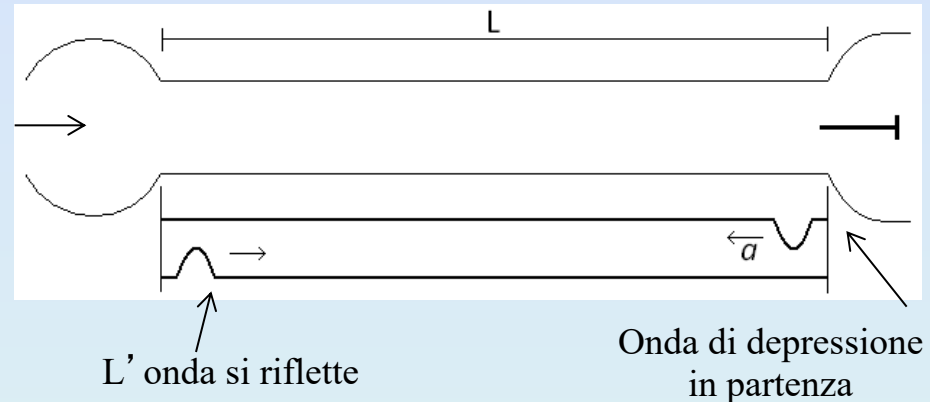 L
a
L’onda si riflette
Onda di depressione
in partenza